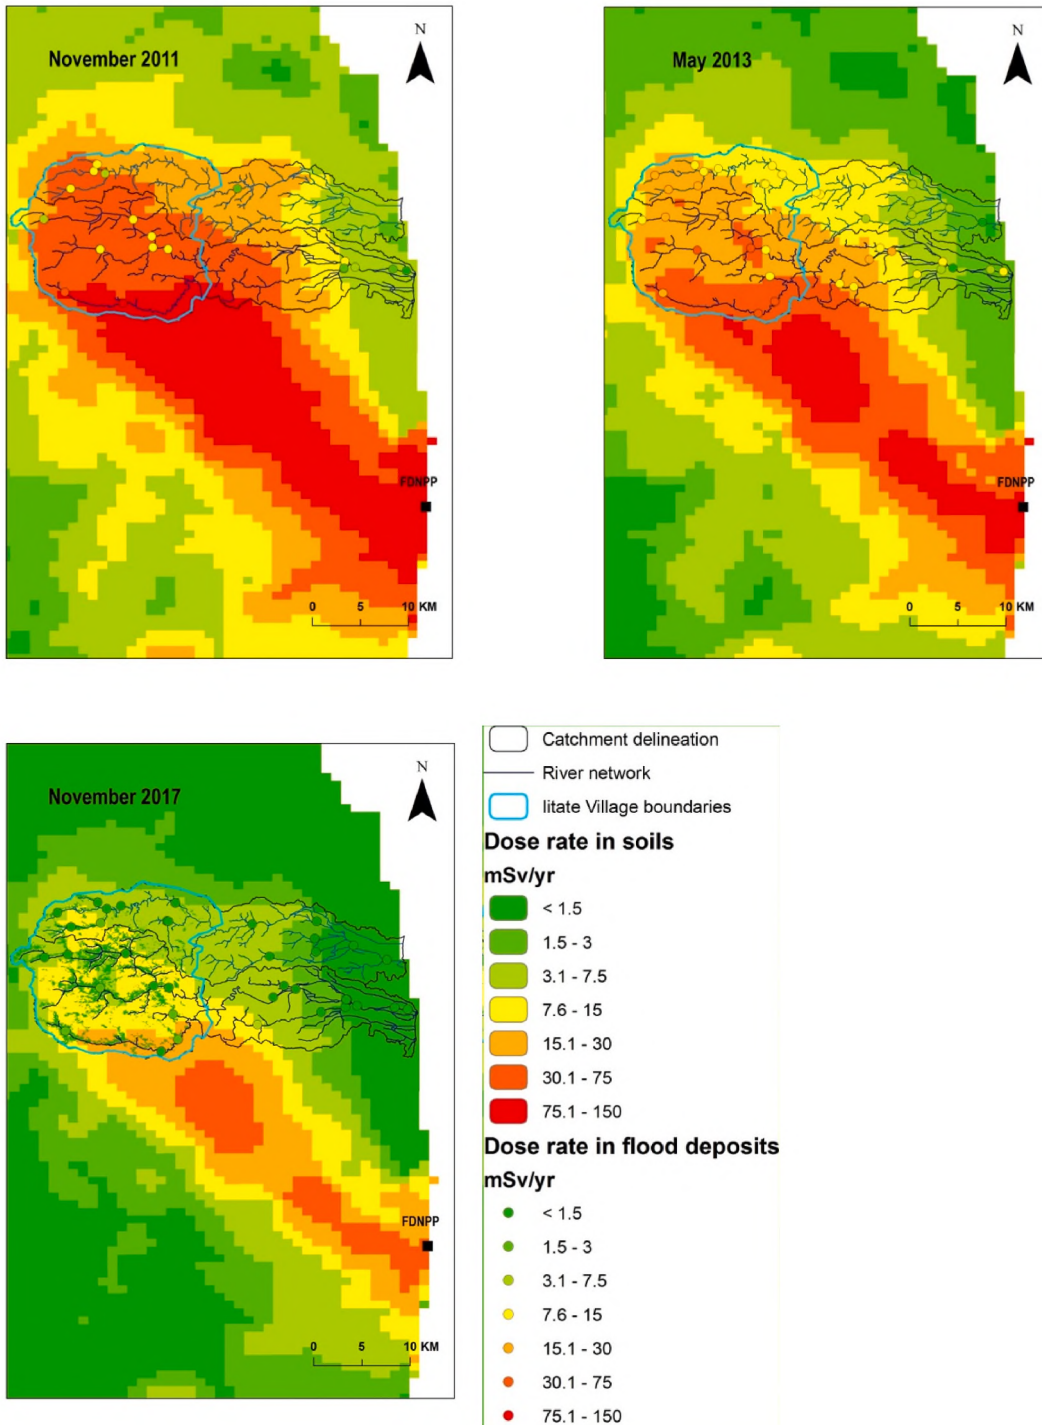 November 2011
N
FDNPP
0 5 10 KM
May 2013
N
FDNPP
0 5 10 KM
November 2017
N
FDNPP
0 5 10 KM
Catchment delineation
River network
Iitate Village boundaries
Dose rate in soils
mSv/yr
< 1.5
1.5 - 3
3.1 - 7.5
7.6 - 15
15.1 - 30
30.1 - 75
75.1 - 150
Dose rate in flood deposits
mSv/yr
< 1.5
1.5 - 3
3.1 - 7.5
7.6 - 15
15.1 - 30
30.1 - 75
75.1 - 150